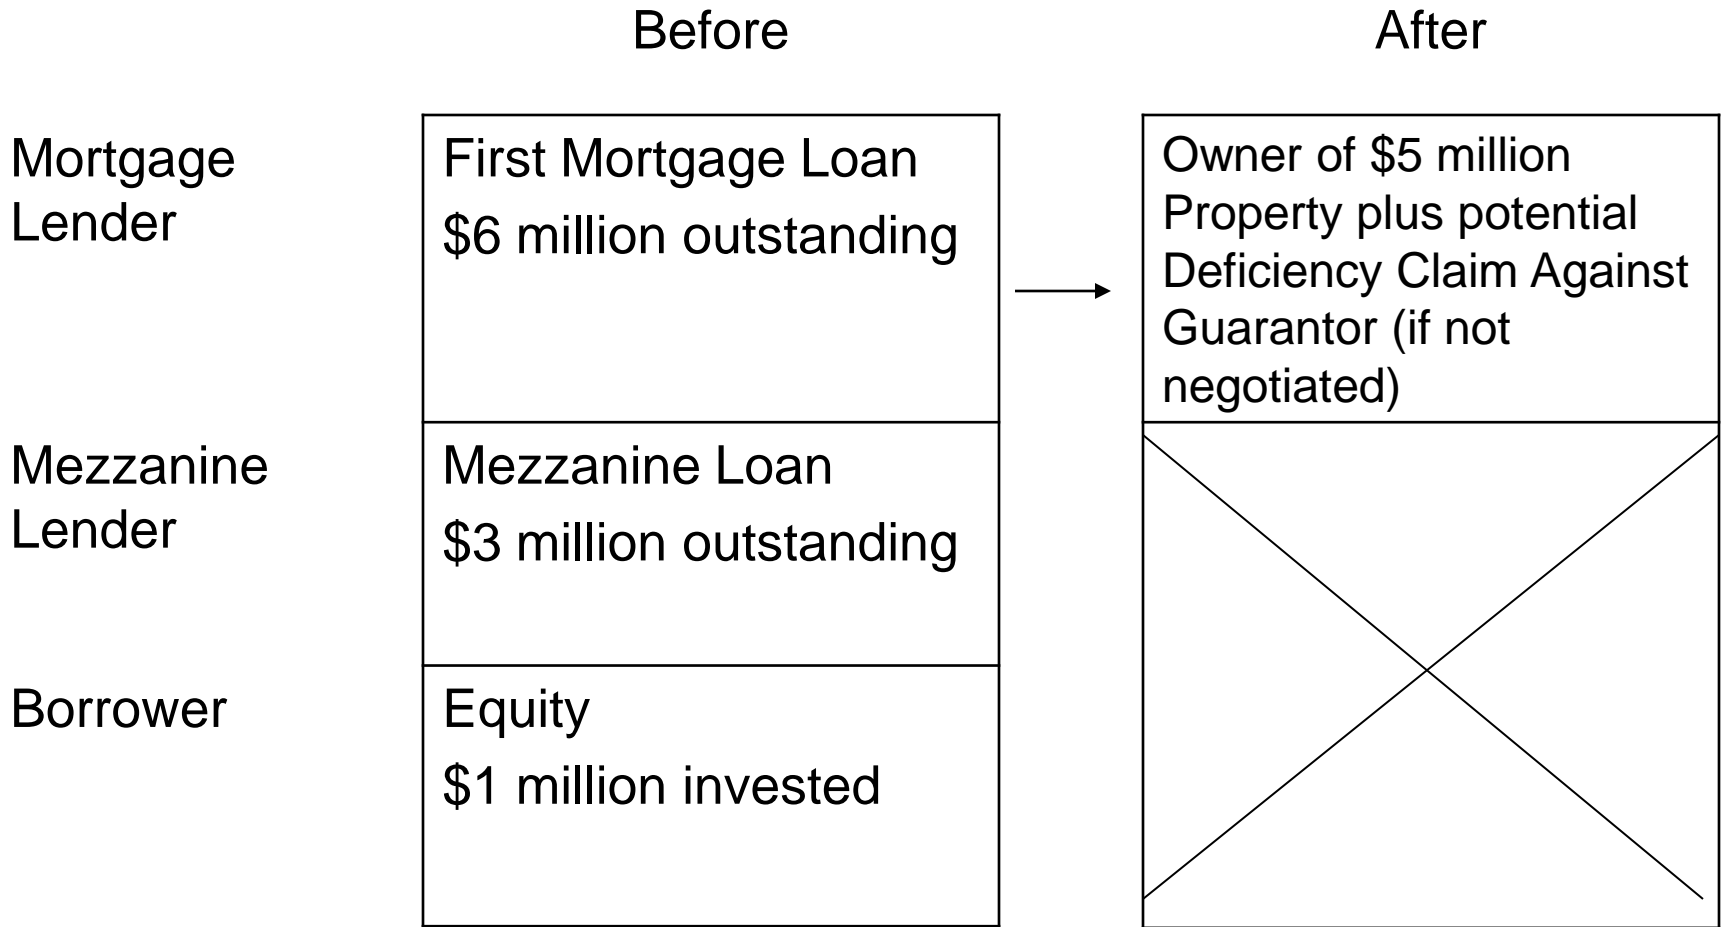 Before
After
Mortgage
Lender
First Mortgage Loan
$6 million outstanding
Owner of $5 million
Property plus potential
Deficiency Claim Against
Guarantor (if not
negotiated)
Mezzanine
Lender
Mezzanine Loan
$3 million outstanding
Borrower
Equity
$1 million invested